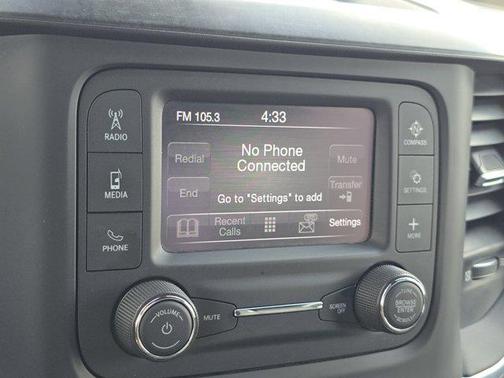 FM 105.3
4:33
RADIO
MEDIA
PHONE
No Phone
Connected
Redial
Mute
End
Transfer
Go to "Settings" to add
Recent
Calls
Settings
N
COMPASS
SETTINGS
+
MORE
VOLUME
MUTE
SCREEN
OFF
TUNE
BROWSE
ENTER
SCROLL